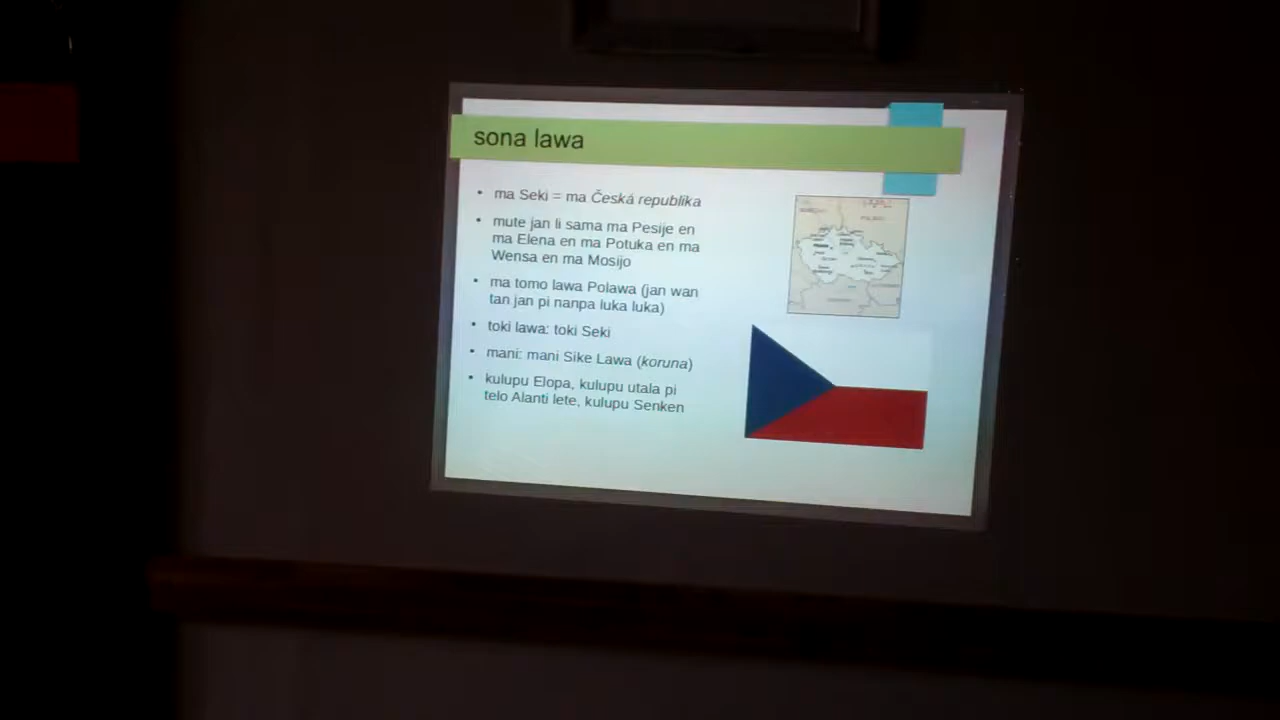 sona lawa
• ma Seki = ma Česká republika
• mute jan li sama ma Pesije en
ma Elena en ma Potuka en ma
Wensa en ma Mosijo
• ma tomo lawa Polawa (jan wan
tan jan pi nanpa luka luka)
• toki lawa: toki Seki
• mani: mani Sike Lawa (koruna)
• kulupu Elopa, kulupu utala pi
telo Alanti lete, kulupu Senken